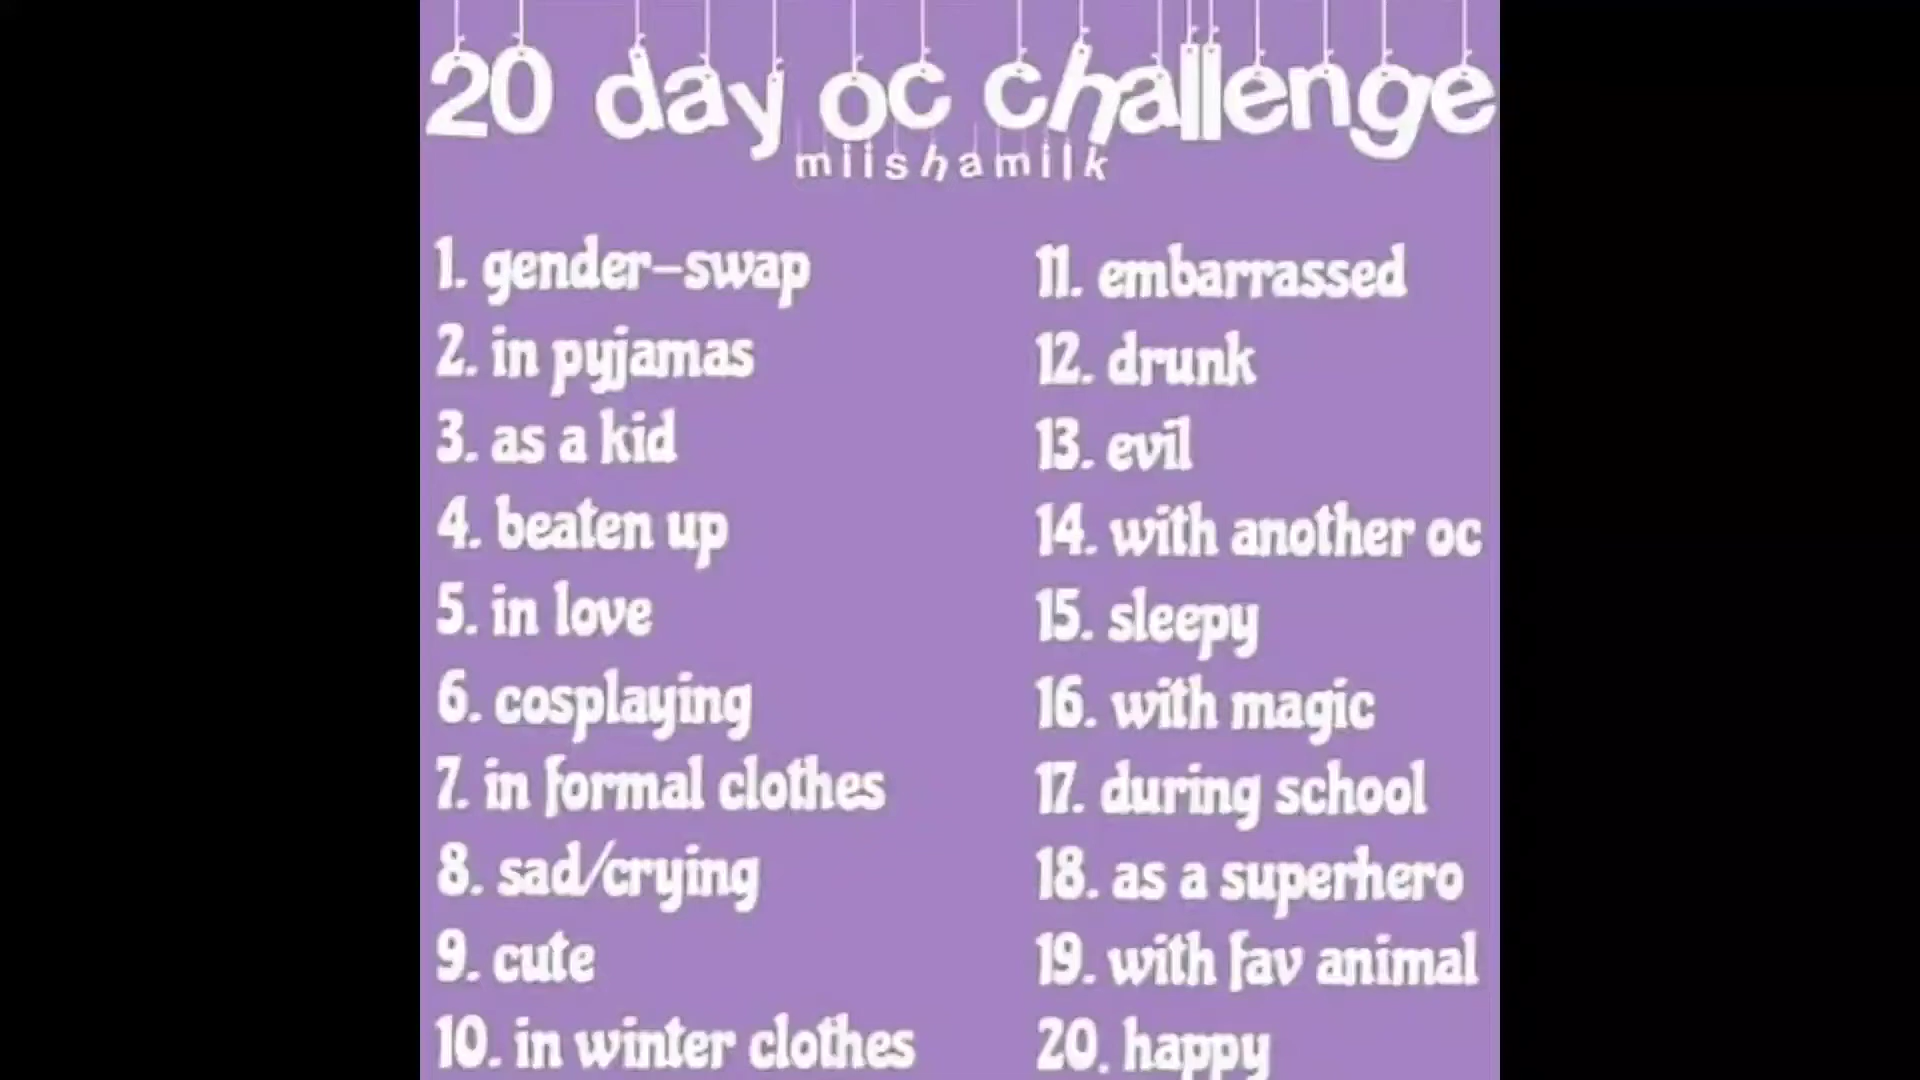 20 day oc challenge
miishamilk
1. gender-swap
2. in pyjamas
3. as a kid
4. beaten up
5. in love
6. cosplaying
7. in formal clothes
8. sad/crying
9. cute
10. in winter clothes
11. embarrassed
12. drunk
13. evil
14. with another oc
15. sleepy
16. with magic
17. during school
18. as a superhero
19. with fav animal
20. happy